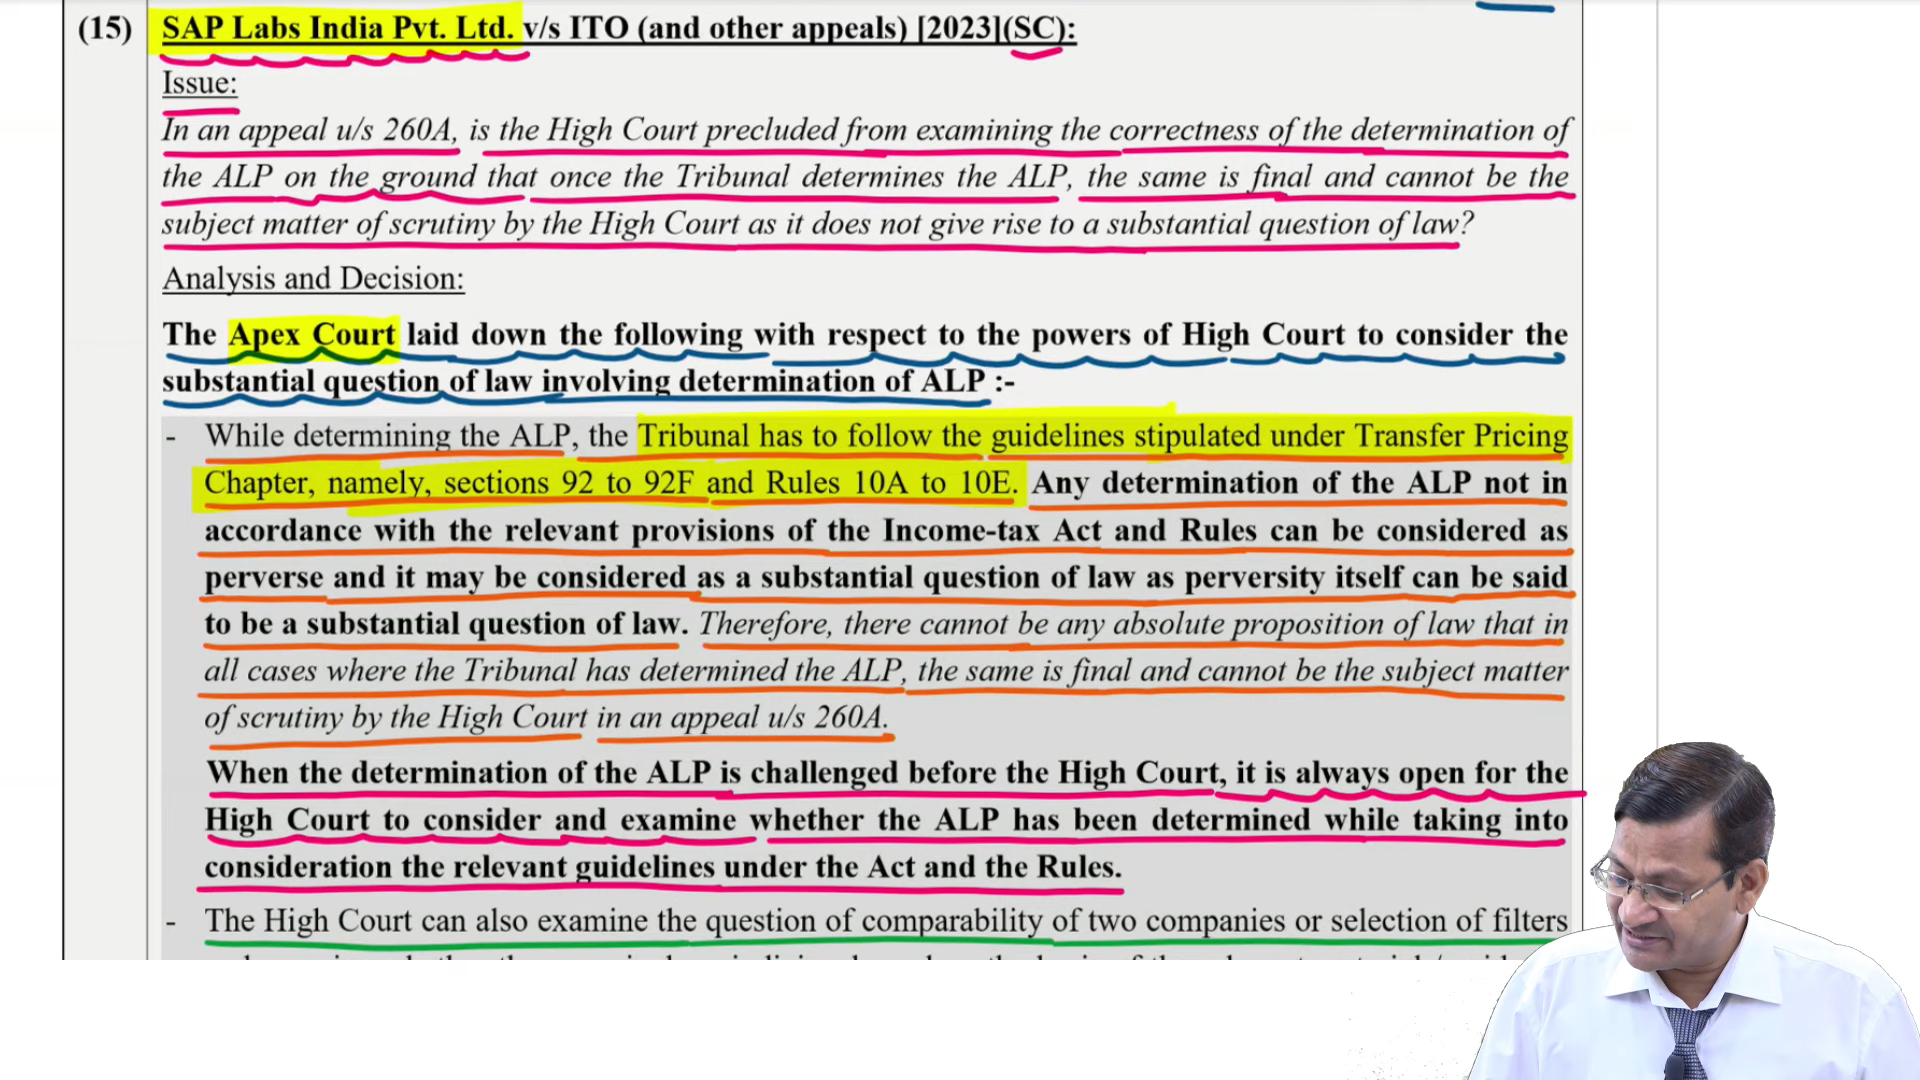 (15) SAP Labs India Pvt. Ltd. v/s ITO (and other appeals) [2023](SC):
Issue:
In an appeal u/s 260A, is the High Court precluded from examining the correctness of the determination of
the ALP on the ground that once the Tribunal determines the ALP, the same is final and cannot be the
subject matter of scrutiny by the High Court as it does not give rise to a substantial question of law?
Analysis and Decision:
The Apex Court laid down the following with respect to the powers of High Court to consider the
substantial question of law involving determination of ALP :-
- While determining the ALP, the Tribunal has to follow the guidelines stipulated under Transfer Pricing
Chapter, namely, sections 92 to 92F and Rules 10A to 10E. Any determination of the ALP not in
accordance with the relevant provisions of the Income-tax Act and Rules can be considered as
perverse and it may be considered as a substantial question of law as perversity itself can be said
to be a substantial question of law. Therefore, there cannot be any absolute proposition of law that in
all cases where the Tribunal has determined the ALP, the same is final and cannot be the subject matter
of scrutiny by the High Court in an appeal u/s 260A.
When the determination of the ALP is challenged before the High Court, it is always open for the
High Court to consider and examine whether the ALP has been determined while taking into
consideration the relevant guidelines under the Act and the Rules.
- The High Court can also examine the question of comparability of two companies or selection of filters